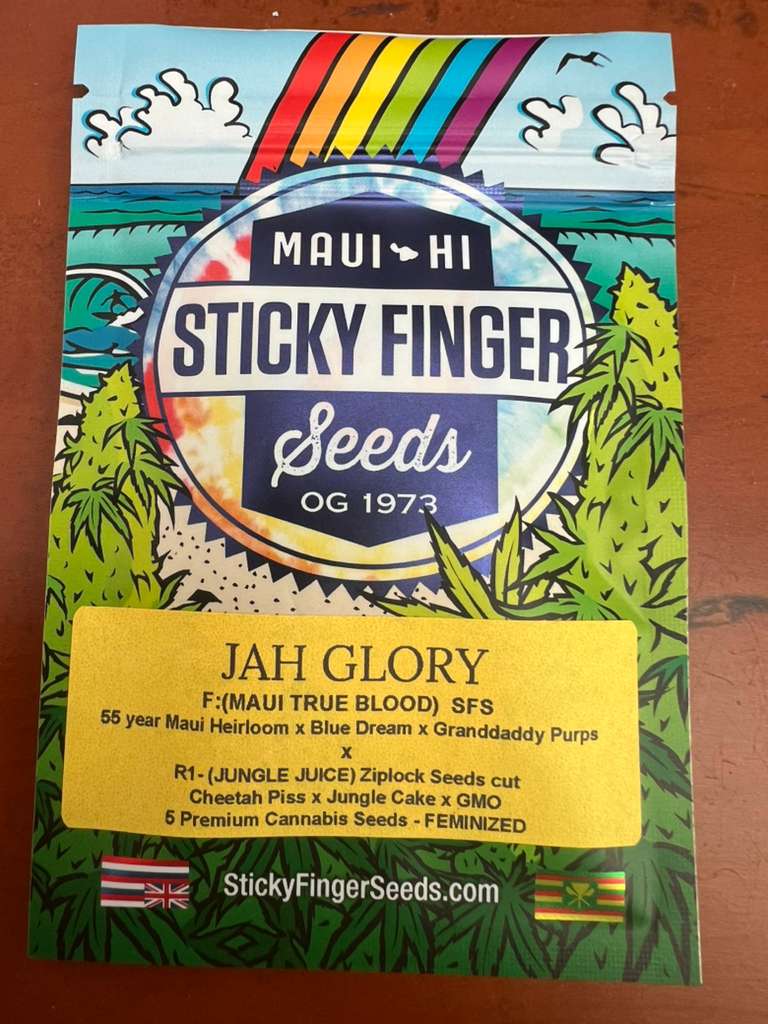 MAUI HI
STICKY FINGER
Seeds
OG 1973
JAH GLORY
F:(MAUI TRUE BLOOD) SFS
55 year Maui Heirloom x Blue Dream x Granddaddy Purps
x
R1-(JUNGLE JUICE) Ziplock Seeds cut
Cheetah Piss x Jungle Cake x GMO
5 Premium Cannabis Seeds - FEMINIZED
StickyFingerSeeds.com